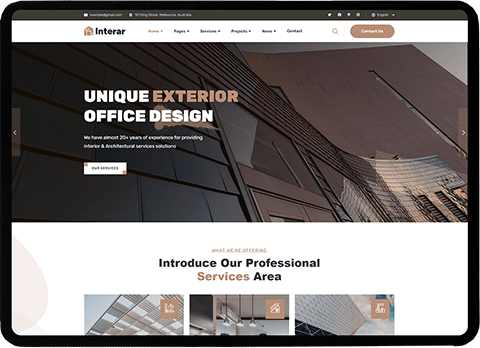 example@gmail.com
121 King Street, Melbourne, Australia
English
Interar
Home
Pages
Services
Projects
News
Contact
Contact Us
UNIQUE EXTERIOR
OFFICE DESIGN
We have almost 20+ years of experience for providing
interior & Architectural services solutions
OUR SERVICES
WHAT WE'RE OFFERING
Introduce Our Professional
Services Area